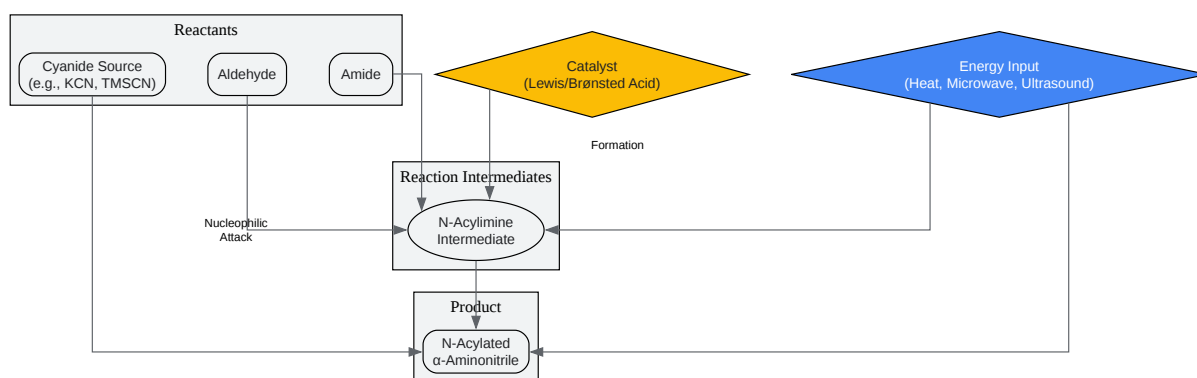 Reactants
Cyanide Source
(e.g., KCN, TMSCN)
Aldehyde
Amide
Catalyst
(Lewis/Brønsted Acid)
Energy Input
(Heat, Microwave, Ultrasound)
Formation
Reaction Intermediates
N-Acylimine
Intermediate
Nucleophilic
Attack
Product
N-Acylated
α-Aminonitrile